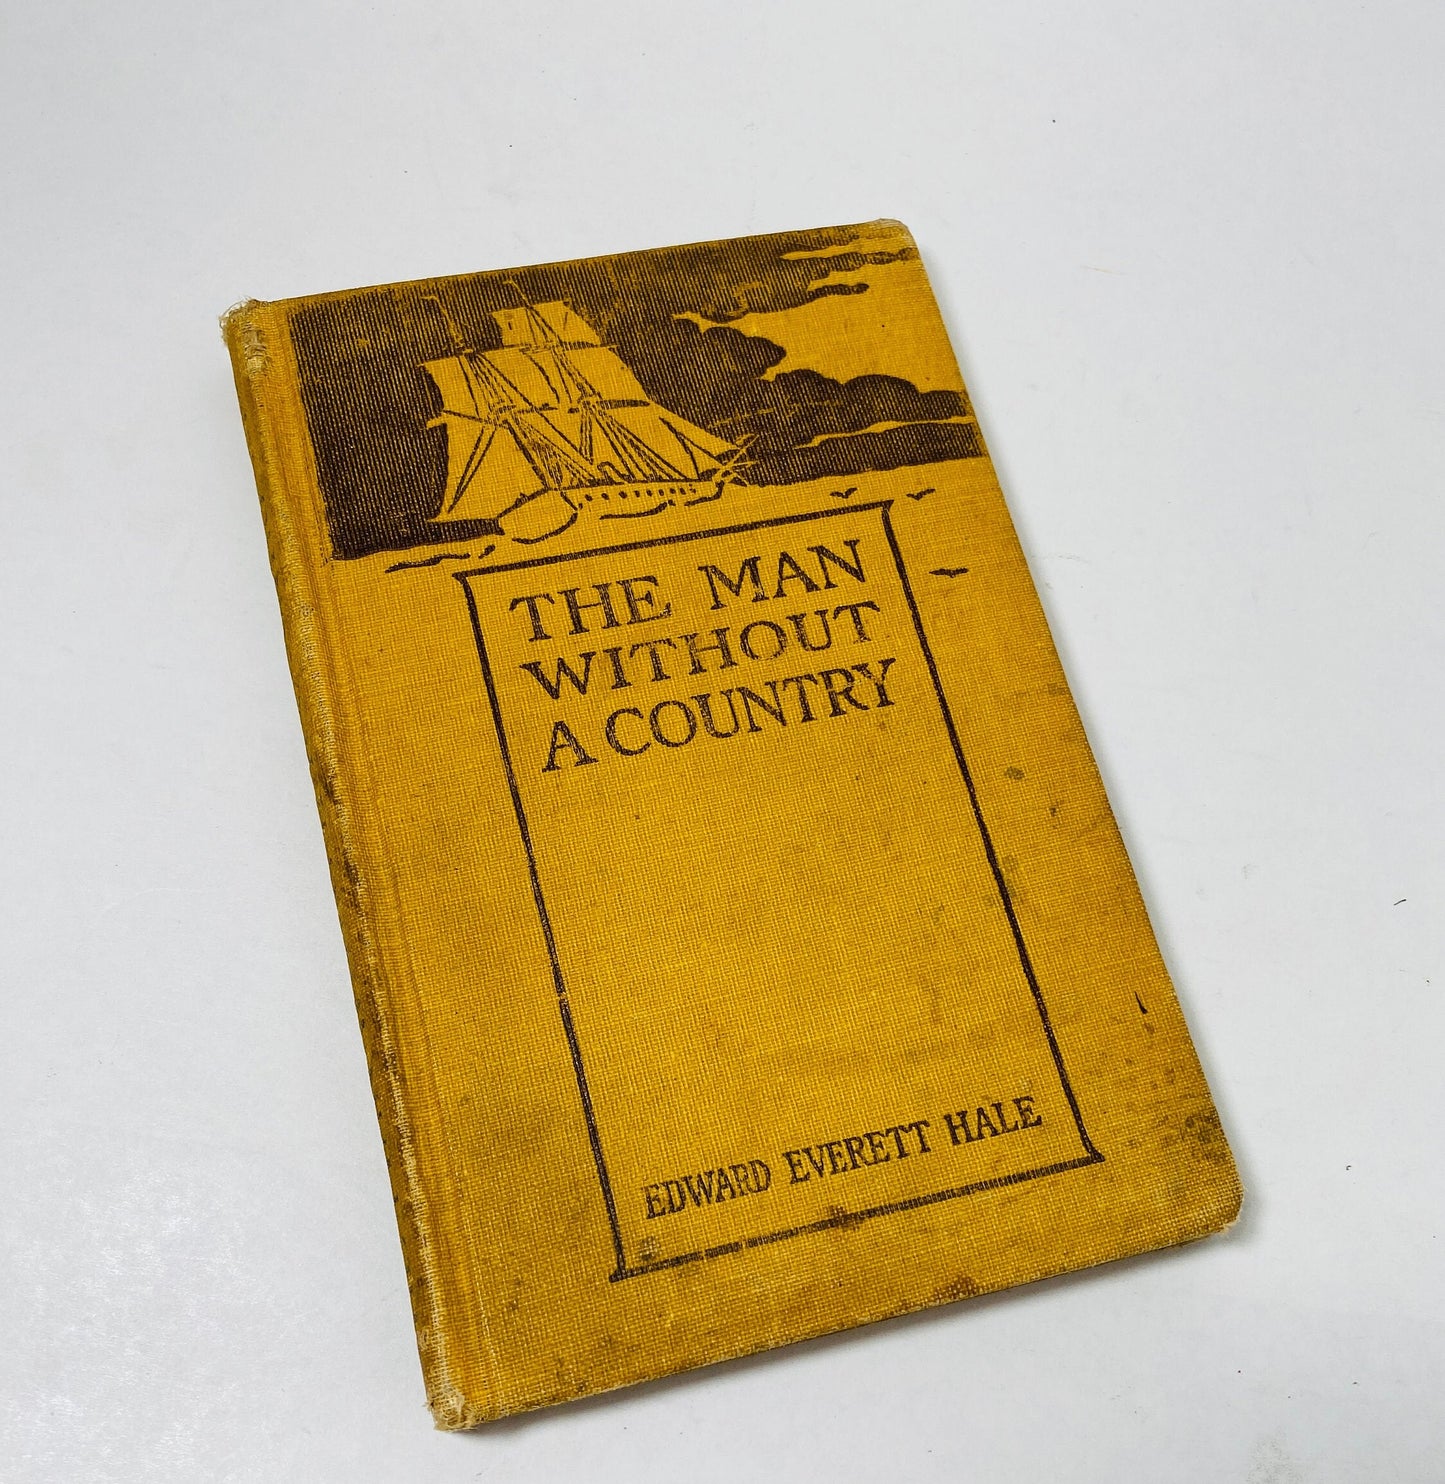 THE MAN
WITHOUT
A COUNTRY
EDWARD EVERETT HALE